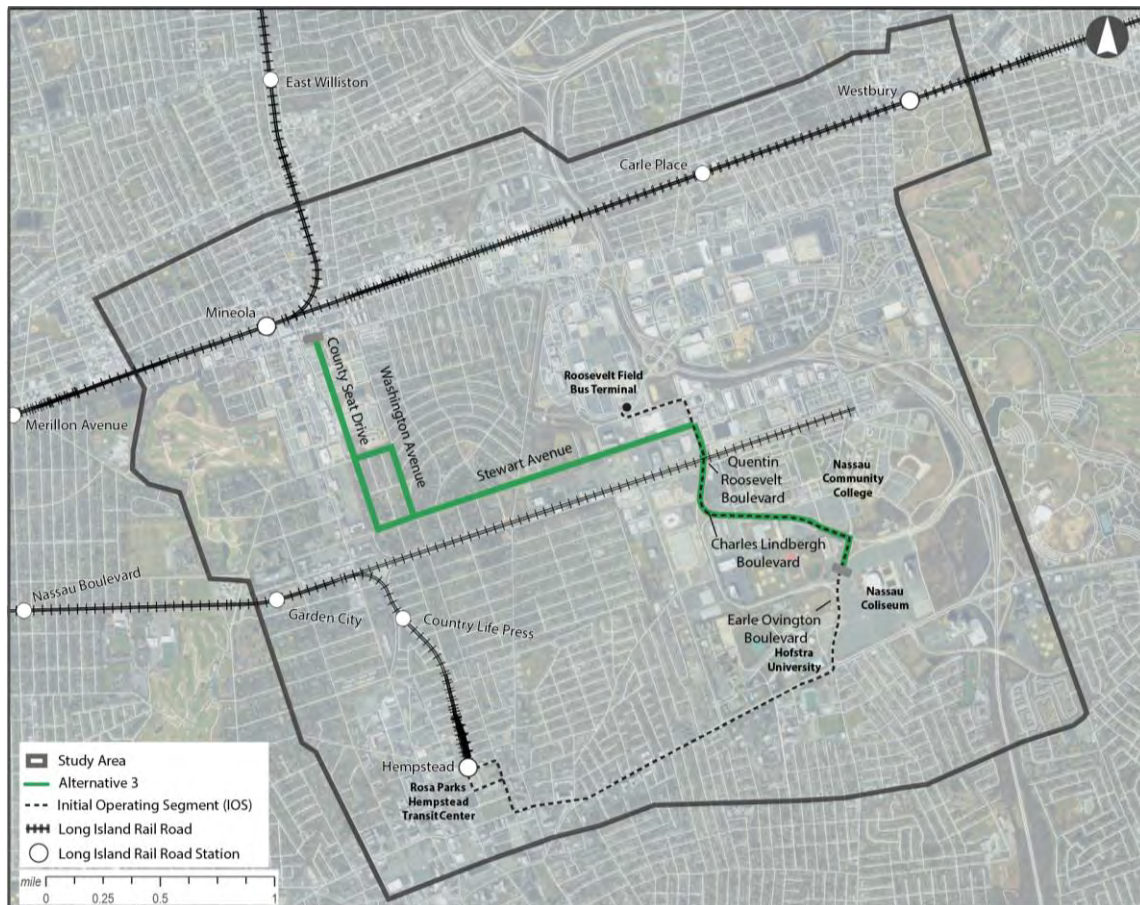 East Williston
Westbury
Carle Place
Mineola
County Seat Drive
Washington Avenue
Roosevelt Field
Bus Terminal
Merillon Avenue
Stewart Avenue
Quentin
Roosevelt
Boulevard
Nassau
Community
College
Charles Lindbergh
Boulevard
Nassau Boulevard
Garden City
Country Life Press
Nassau
Coliseum
Earle Ovington
Boulevard
Hofstra
University
Hempstead
Rosa Parks
Hempstead
Transit Center
Study Area
Alternative 3
Initial Operating Segment (IOS)
Long Island Rail Road
Long Island Rail Road Station
mile
0 0.25 0.5 1